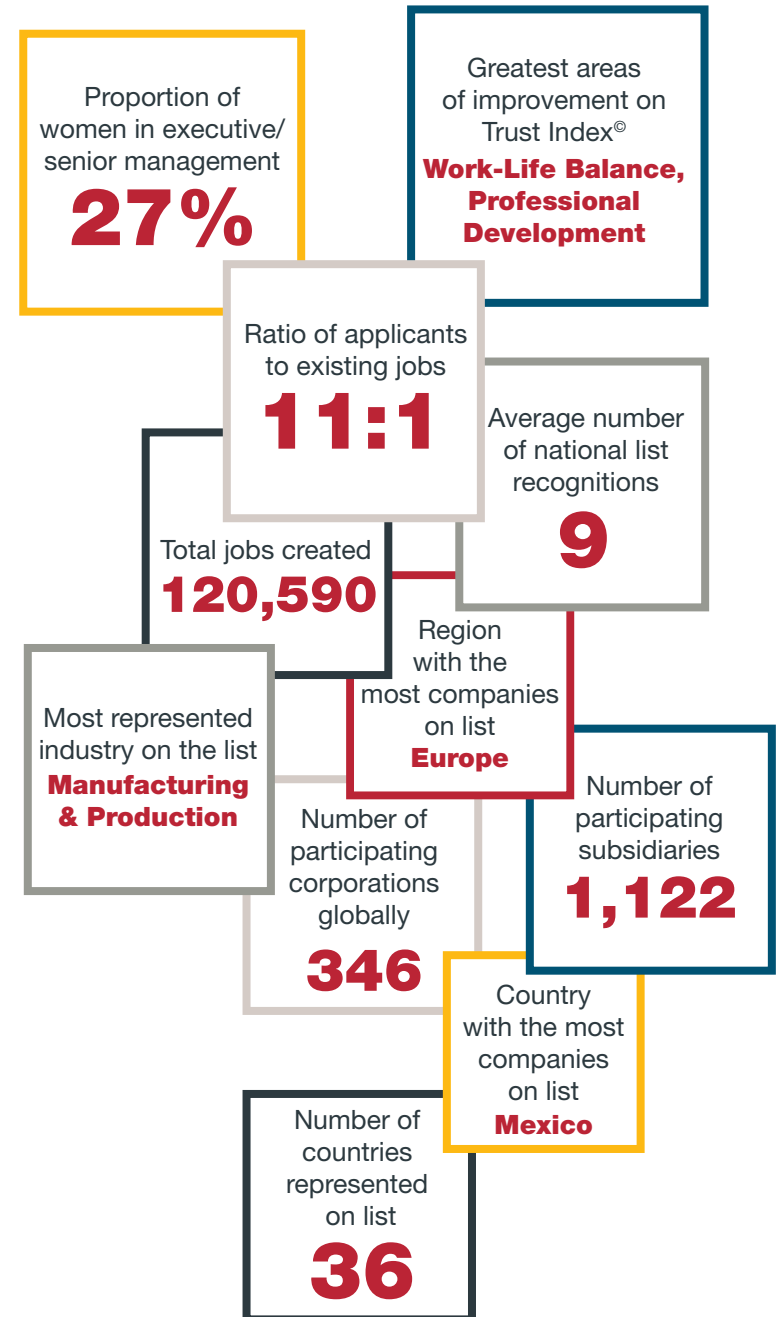 Proportion of
women in executive/
senior management
27%
Greatest areas
of improvement on
Trust Index©
Work-Life Balance,
Professional
Development
Ratio of applicants
to existing jobs
11:1
Average number
of national list
recognitions
9
Total jobs created
120,590
Region
with the
most companies
on list
Europe
Most represented
industry on the list
Manufacturing
& Production
Number of
participating
subsidiaries
1,122
Number of
participating
corporations
globally
346
Country
with the most
companies
on list
Mexico
Number of
countries
represented
on list
36